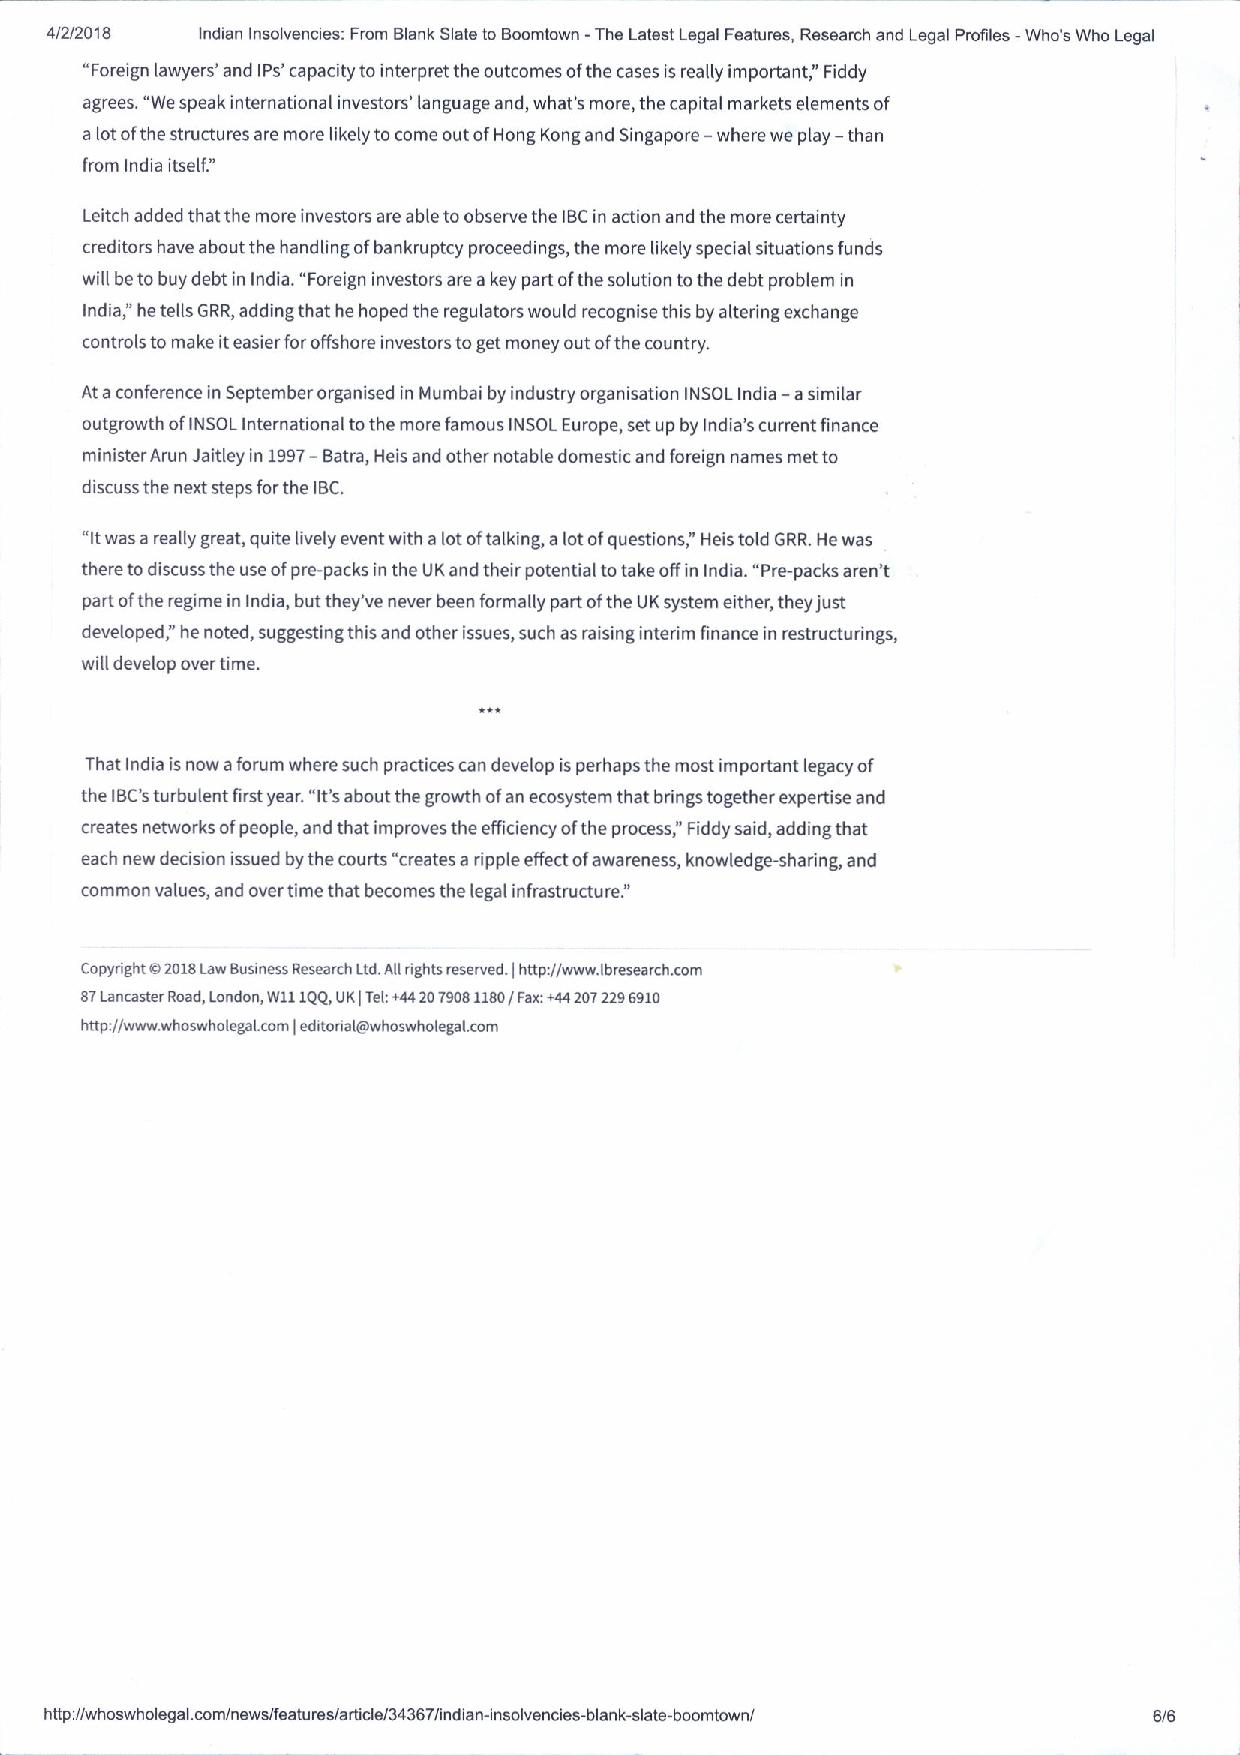 4/2/2018 Indian Insolvencies: From Blank Slate to Boomtown - The Latest Legal Features, Research and Legal Profiles - Who's Who Legal
“Foreign lawyers’ and IPs’ capacity to interpret the outcomes of the cases is really important,” Fiddy
agrees. “We speak international investors’ language and, what’s more, the capital markets elements of
a lot of the structures are more likely to come out of Hong Kong and Singapore – where we play – than
from India itself.”
Leitch added that the more investors are able to observe the IBC in action and the more certainty
creditors have about the handling of bankruptcy proceedings, the more likely special situations funds
will be to buy debt in India. “Foreign investors are a key part of the solution to the debt problem in
India,” he tells GRR, adding that he hoped the regulators would recognise this by altering exchange
controls to make it easier for offshore investors to get money out of the country.
At a conference in September organised in Mumbai by industry organisation INSOL India – a similar
outgrowth of INSOL International to the more famous INSOL Europe, set up by India’s current finance
minister Arun Jaitley in 1997 – Batra, Heis and other notable domestic and foreign names met to
discuss the next steps for the IBC.
“It was a really great, quite lively event with a lot of talking, a lot of questions,” Heis told GRR. He was
there to discuss the use of pre-packs in the UK and their potential to take off in India. “Pre-packs aren’t
part of the regime in India, but they’ve never been formally part of the UK system either, they just
developed,” he noted, suggesting this and other issues, such as raising interim finance in restructurings,
will develop over time.
***
That India is now a forum where such practices can develop is perhaps the most important legacy of
the IBC’s turbulent first year. “It’s about the growth of an ecosystem that brings together expertise and
creates networks of people, and that improves the efficiency of the process,” Fiddy said, adding that
each new decision issued by the courts “creates a ripple effect of awareness, knowledge-sharing, and
common values, and over time that becomes the legal infrastructure.”
Copyright © 2018 Law Business Research Ltd. All rights reserved. | http://www.lbresearch.com
87 Lancaster Road, London, W11 1QQ, UK | Tel: +44 20 7908 1180 / Fax: +44 207 229 6910
http://www.whoswholegal.com | editorial@whoswholegal.com
http://whoswholegal.com/news/features/article/34367/indian-insolvencies-blank-slate-boomtown/ 6/6